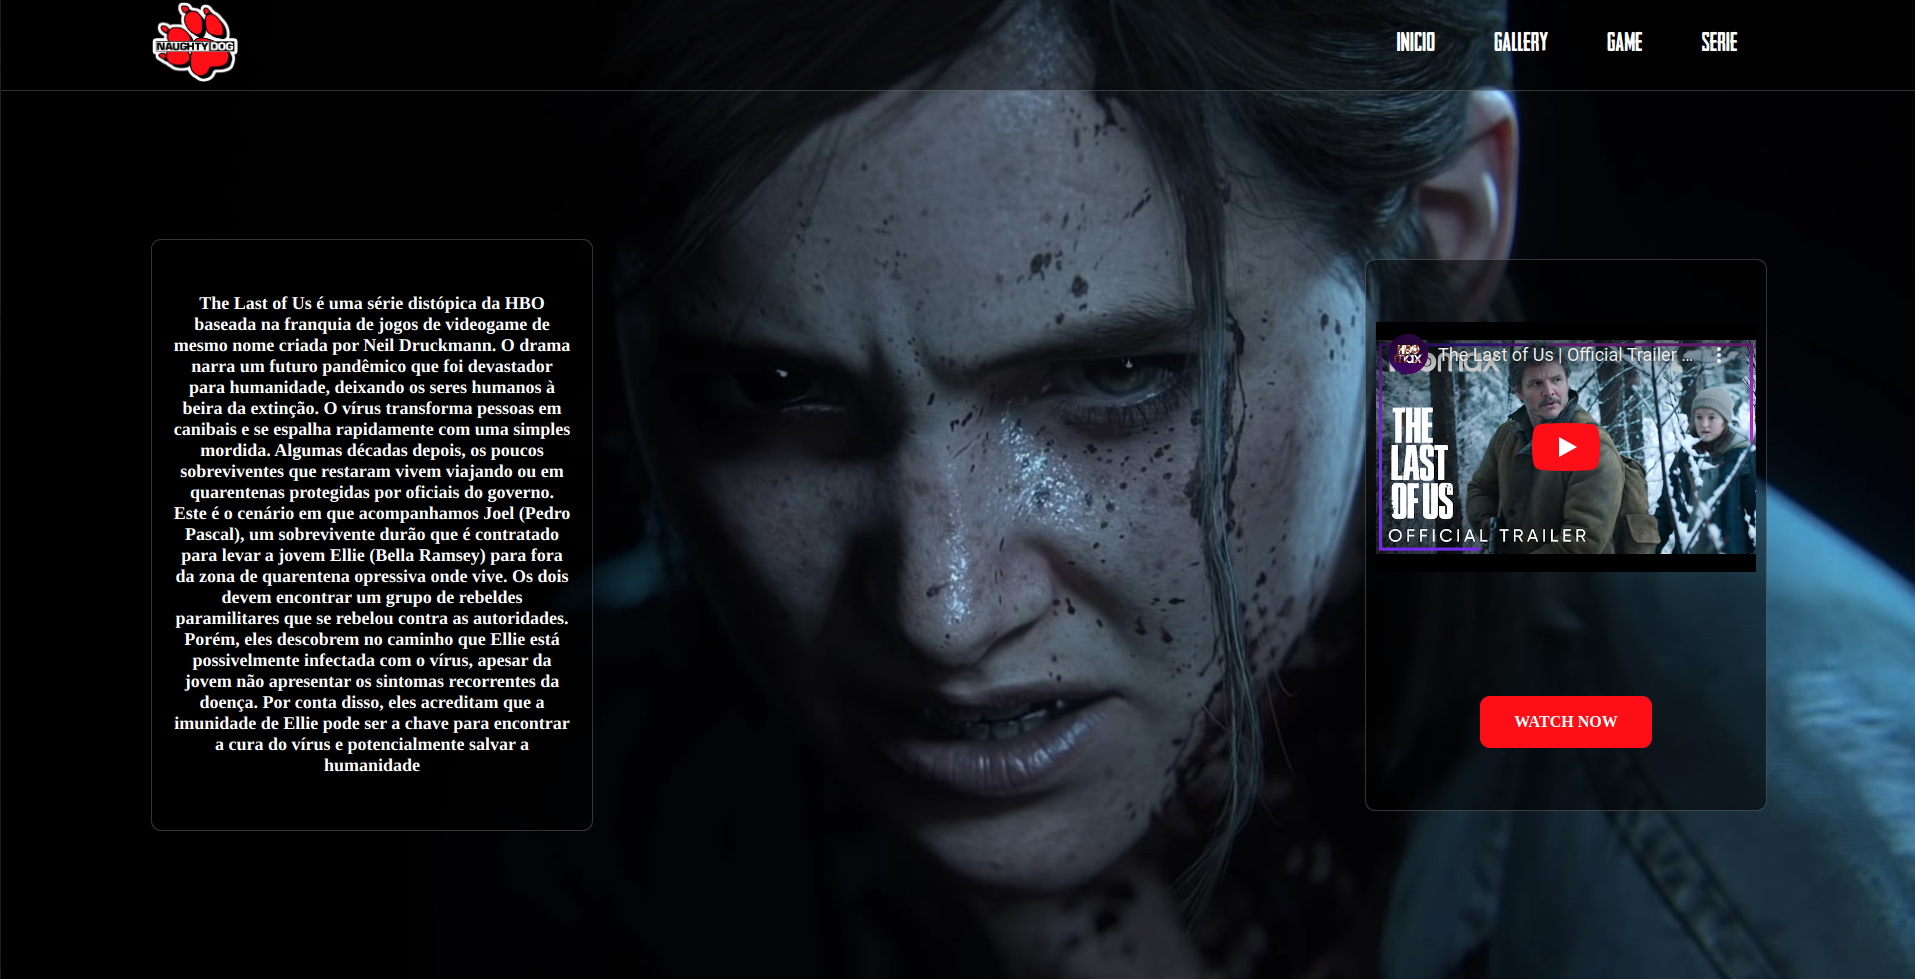 NAUGHTY DOG
INICIO
GALLERY
GAME
SERIE
The Last of Us é uma série distópica da HBO
baseada na franquia de jogos de videogame de
mesmo nome criada por Neil Druckmann. O drama
narra um futuro pandêmico que foi devastador
para humanidade, deixando os seres humanos à
beira da extinção. O vírus transforma pessoas em
canibais e se espalha rapidamente com uma simples
mordida. Algumas décadas depois, os poucos
sobreviventes que restaram vivem viajando ou em
quarentenas protegidas por oficiais do governo.
Este é o cenário em que acompanhamos Joel (Pedro
Pascal), um sobrevivente durão que é contratado
para levar a jovem Ellie (Bella Ramsey) para fora
da zona de quarentena opressiva onde vive. Os dois
devem encontrar um grupo de rebeldes
paramilitares que se rebelou contra as autoridades.
Porém, eles descobrem no caminho que Ellie está
possivelmente infectada com o vírus, apesar da
jovem não apresentar os sintomas recorrentes da
doença. Por conta disso, eles acreditam que a
imunidade de Ellie pode ser a chave para encontrar
a cura do vírus e potencialmente salvar a
humanidade
HBO
max
The Last of Us | Official Trailer ...
THE
LAST
OF US
OFFICIAL TRAILER
WATCH NOW